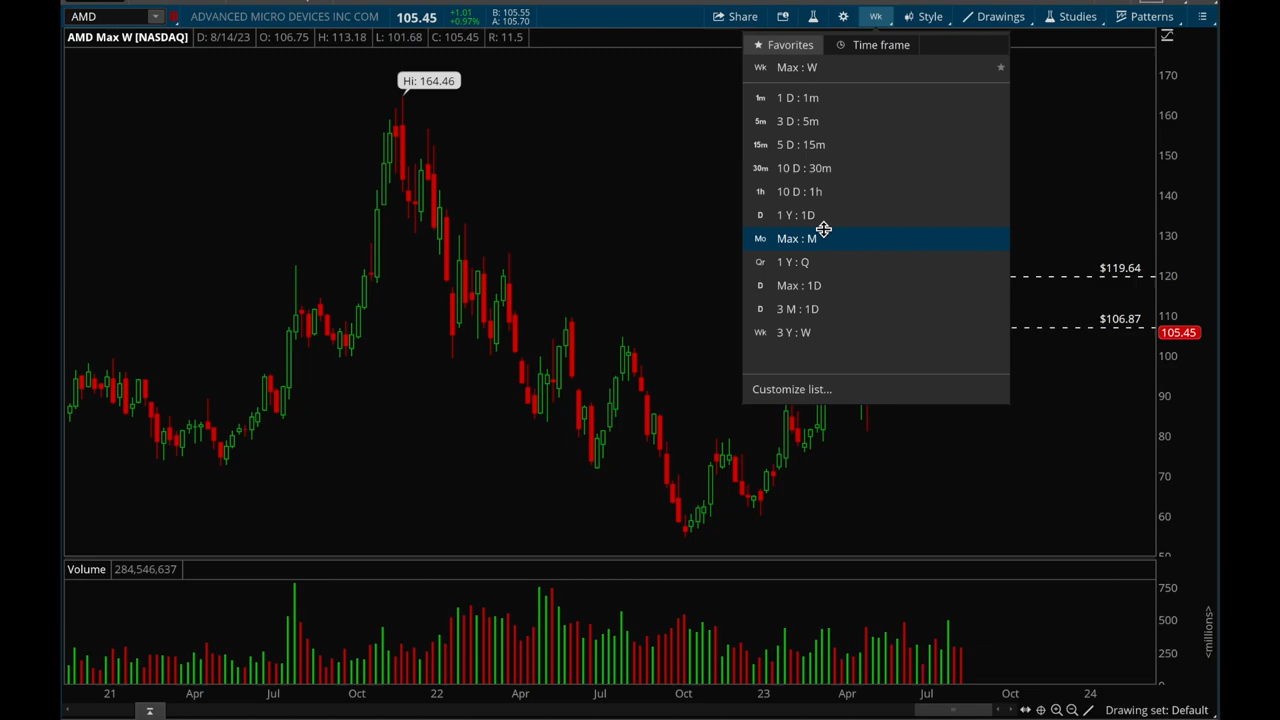 AMD
ADVANCED MICRO DEVICES INC COM
105.45
+1.01
+0.97%
B: 105.55
A: 105.70
Share
Wk
Style
Drawings
Studies
Patterns
AMD Max W [NASDAQ]
D: 8/14/23
O: 106.75
H: 113.18
L: 101.68
C: 105.45
R: 11.5
Favorites
Time frame
Wk Max : W
1m 1 D : 1m
5m 3 D : 5m
15m 5 D : 15m
30m 10 D : 30m
1h 10 D : 1h
D 1 Y : 1D
Mo Max : M
Qr 1 Y : Q
D Max : 1D
D 3 M : 1D
Wk 3 Y : W
Customize list...
Hi: 164.46
170
160
150
140
130
$119.64
120
$106.87
110
105.45
100
90
80
70
60
Volume
284,546,637
750
500
250
<millions>
21
Apr
Jul
Oct
22
Apr
Jul
Oct
23
Apr
Jul
Oct
24
Drawing set: Default